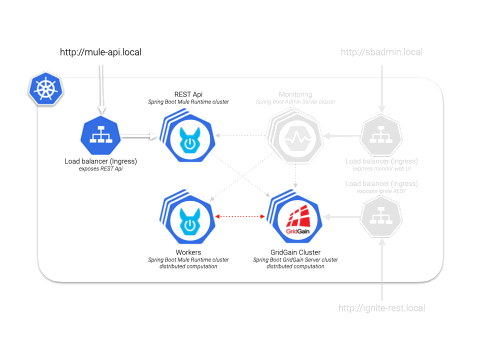 http://mule-api.local
http://sbadmin.local
REST Api
Spring Boot Mule Runtime cluster
Monitoring
Spring Boot Admin Server cluster
Load balancer (Ingress)
exposes REST Api
Load balancer (Ingress)
exposes monitor web ui
Load balancer (Ingress)
exposes Ignite REST
GridGain
Workers
Spring Boot Mule Runtime cluster
distributed computation
GridGain Cluster
Spring Boot GridGain Server cluster
distributed computation
http://ignite-rest.local